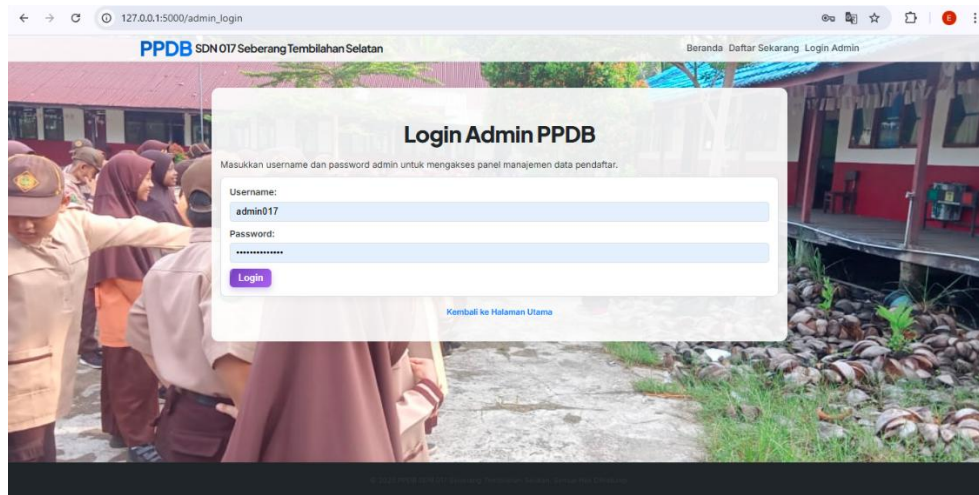 127.0.0.1:5000/admin_login
E
PPDB SDN 017 Seberang Tembilahan Selatan
Beranda Daftar Sekarang Login Admin
Login Admin PPDB
Masukkan username dan password admin untuk mengakses panel manajemen data pendaftar.
Username:
admin017
Password:
••••••••••••••
Login
Kembali ke Halaman Utama